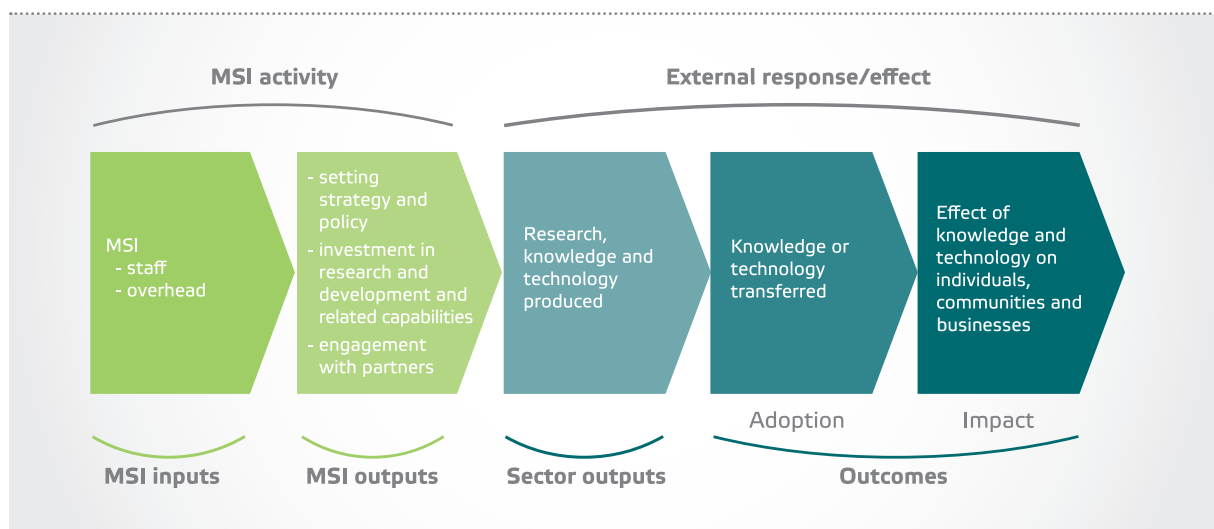 MSI activity
External response/effect
MSI
- staff
- overhead
- setting
strategy and
policy
- investment in
research and
development and
related capabilities
- engagement
with partners
Research,
knowledge and
technology
produced
Knowledge or
technology
transferred
Effect of
knowledge and
technology on
individuals,
communities and
businesses
Adoption
Impact
MSI inputs
MSI outputs
Sector outputs
Outcomes